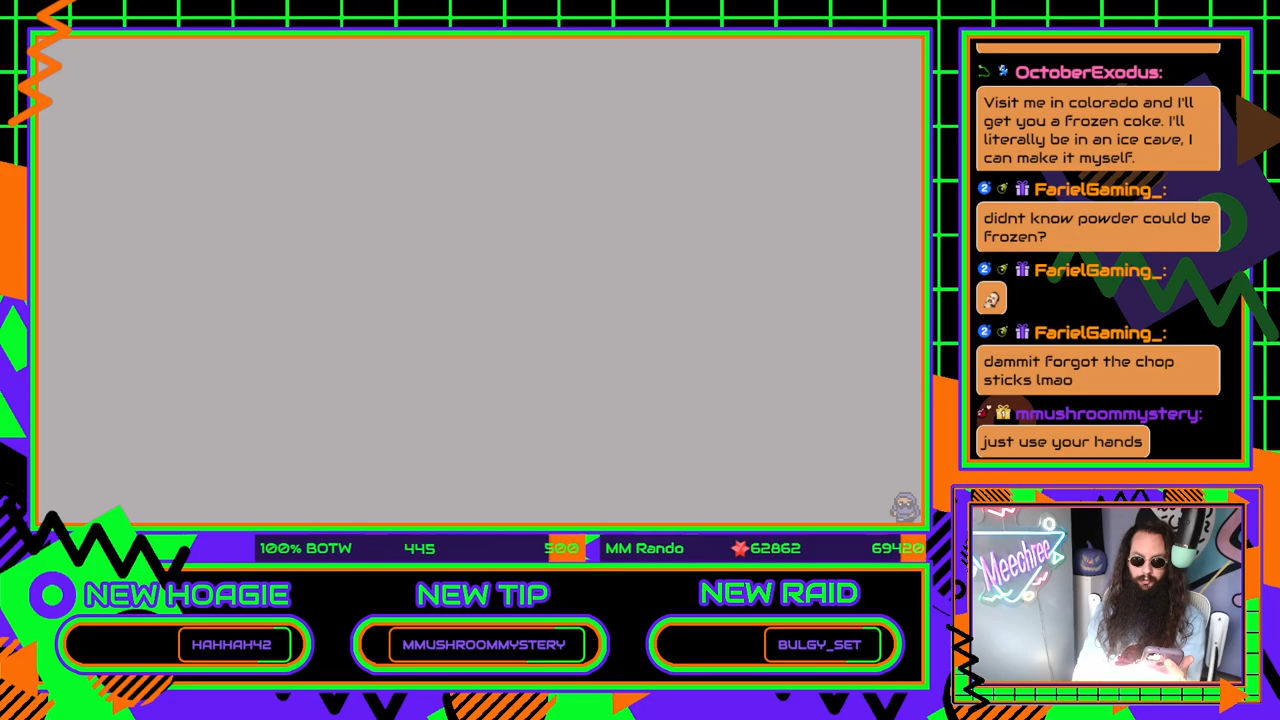 OctoberExodus:
Visit me in colorado and I'll
get you a frozen coke. I'll
literally be in an ice cave, I
can make it myself.
2 FarielGaming_:
didnt know powder could be
frozen?
2 FarielGaming_:
2 FarielGaming_:
dammit forgot the chop
sticks lmao
mmushroommystery:
just use your hands
100% BOTW 445 500 MM Rando 62862 69420
NEW HOAGIE NEW TIP NEW RAID
HAHHAH42 MMUSHROOMMYSTERY BULGY_SET
Meechree